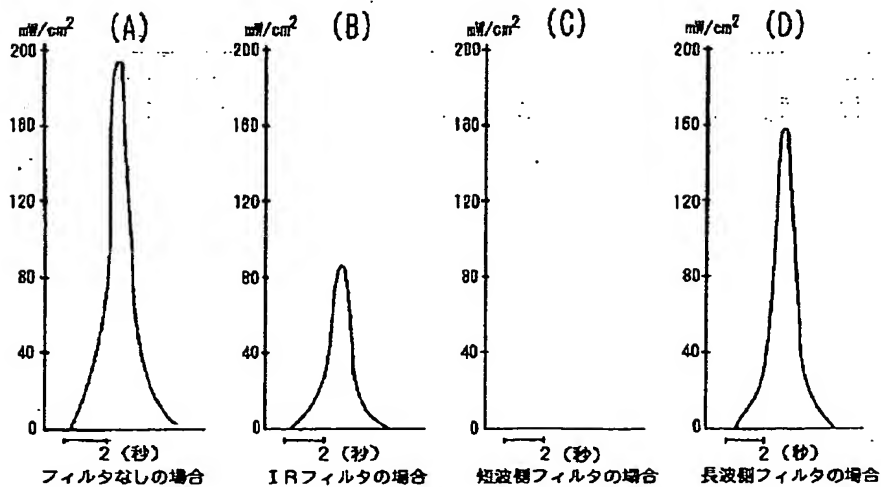 mW/cm² (A)
200
160
120
80
40
0
2 (秒)
フィルタなしの場合
mW/cm² (B)
200
160
120
80
40
0
2 (秒)
IRフィルタの場合
mW/cm² (C)
200
160
120
80
40
0
2 (秒)
短波側フィルタの場合
mW/cm² (D)
200
160
120
80
40
0
2 (秒)
長波側フィルタの場合